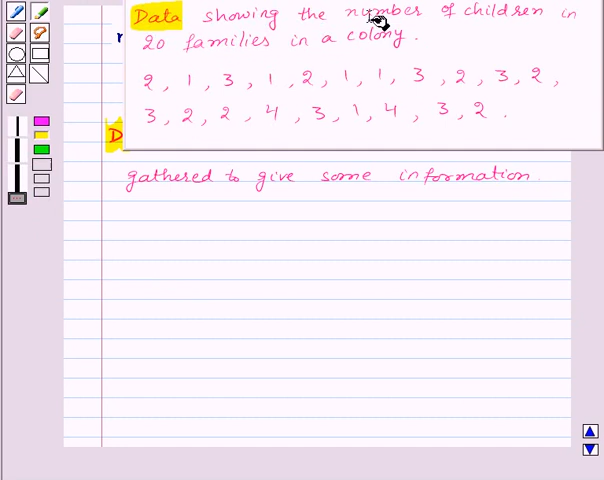 Data showing the number of children in
20 families in a colony.
2, 1, 3, 1, 2, 1, 1, 3, 2, 3, 2,
3, 2, 2, 4, 3, 1, 4, 3, 2.
D
gathered to give some information.